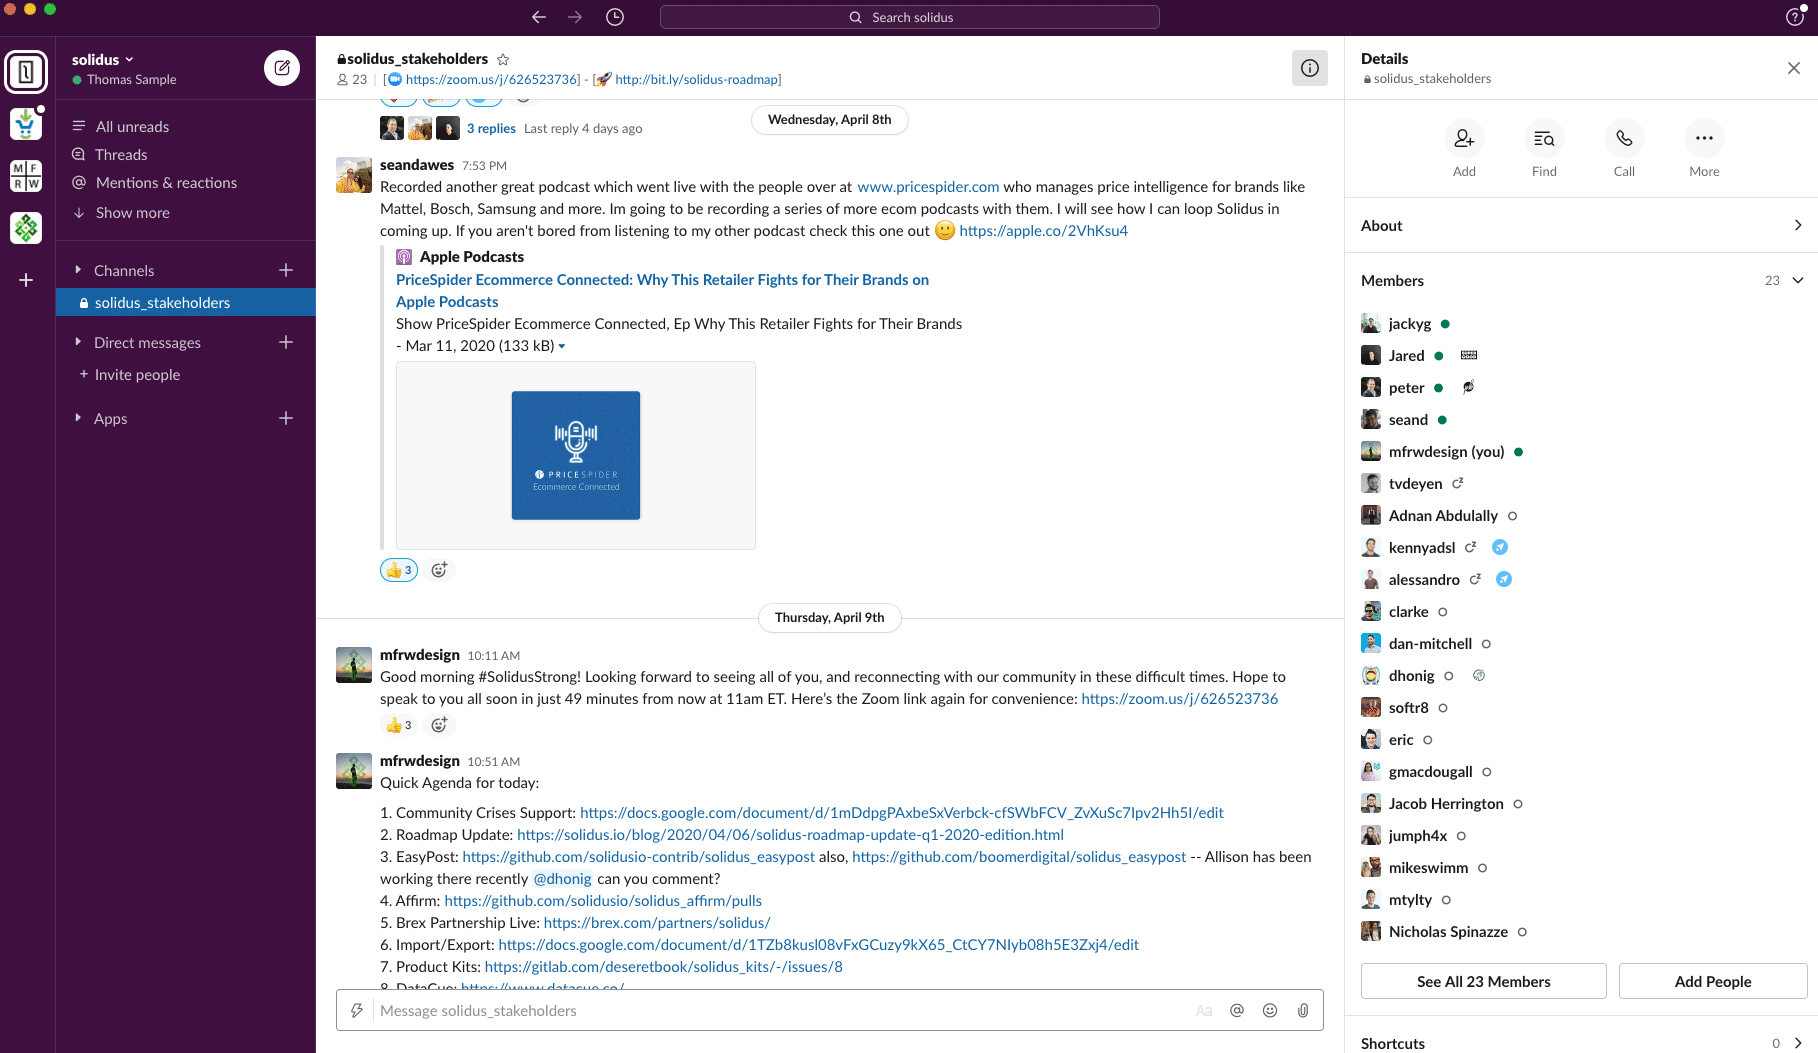 Search solidus
solidus
Thomas Sample
All unreads
Threads
Mentions & reactions
Show more
Channels
solidus_stakeholders
Direct messages
+ Invite people
Apps
M F
R W
solidus_stakeholders
23 | [ https://zoom.us/j/626523736] - [ http://bit.ly/solidus-roadmap]
Wednesday, April 8th
3 replies Last reply 4 days ago
seandawes 7:53 PM
Recorded another great podcast which went live with the people over at www.pricespider.com who manages price intelligence for brands like
Mattel, Bosch, Samsung and more. Im going to be recording a series of more ecom podcasts with them. I will see how I can loop Solidus in
coming up. If you aren't bored from listening to my other podcast check this one out 🙂 https://apple.co/2VhKsu4
Apple Podcasts
PriceSpider Ecommerce Connected: Why This Retailer Fights for Their Brands on
Apple Podcasts
Show PriceSpider Ecommerce Connected, Ep Why This Retailer Fights for Their Brands
- Mar 11, 2020 (133 kB)
PRICESPIDER
Ecommerce Connected
👍 3
Thursday, April 9th
mfrwdesign 10:11 AM
Good morning #SolidusStrong! Looking forward to seeing all of you, and reconnecting with our community in these difficult times. Hope to
speak to you all soon in just 49 minutes from now at 11am ET. Here's the Zoom link again for convenience: https://zoom.us/j/626523736
👍 3
mfrwdesign 10:51 AM
Quick Agenda for today:
1. Community Crises Support: https://docs.google.com/document/d/1mDdpgPAxbeSxVerbck-cfSWbFCV_ZvXuSc7Ipv2Hh5I/edit
2. Roadmap Update: https://solidus.io/blog/2020/04/06/solidus-roadmap-update-q1-2020-edition.html
3. EasyPost: https://github.com/solidusio-contrib/solidus_easypost also, https://github.com/boomerdigital/solidus_easypost -- Allison has been
working there recently @dhonig can you comment?
4. Affirm: https://github.com/solidusio/solidus_affirm/pulls
5. Brex Partnership Live: https://brex.com/partners/solidus/
6. Import/Export: https://docs.google.com/document/d/1TZb8kusl08vFxGCuzy9kX65_CtCY7NIyb08h5E3Zxj4/edit
7. Product Kits: https://gitlab.com/deseretbook/solidus_kits/-/issues/8
8. DataCue: https://www.datacue.co/
Message solidus_stakeholders
Aa
Details
solidus_stakeholders
Add
Find
Call
More
About
Members 23
jackyg
Jared
peter
seand
mfrwdesign (you)
tvdeyen
Adnan Abdulally
kennyadsl
alessandro
clarke
dan-mitchell
dhonig
softr8
eric
gmacdougall
Jacob Herrington
jumph4x
mikeswimm
mtylty
Nicholas Spinazze
See All 23 Members
Add People
Shortcuts 0